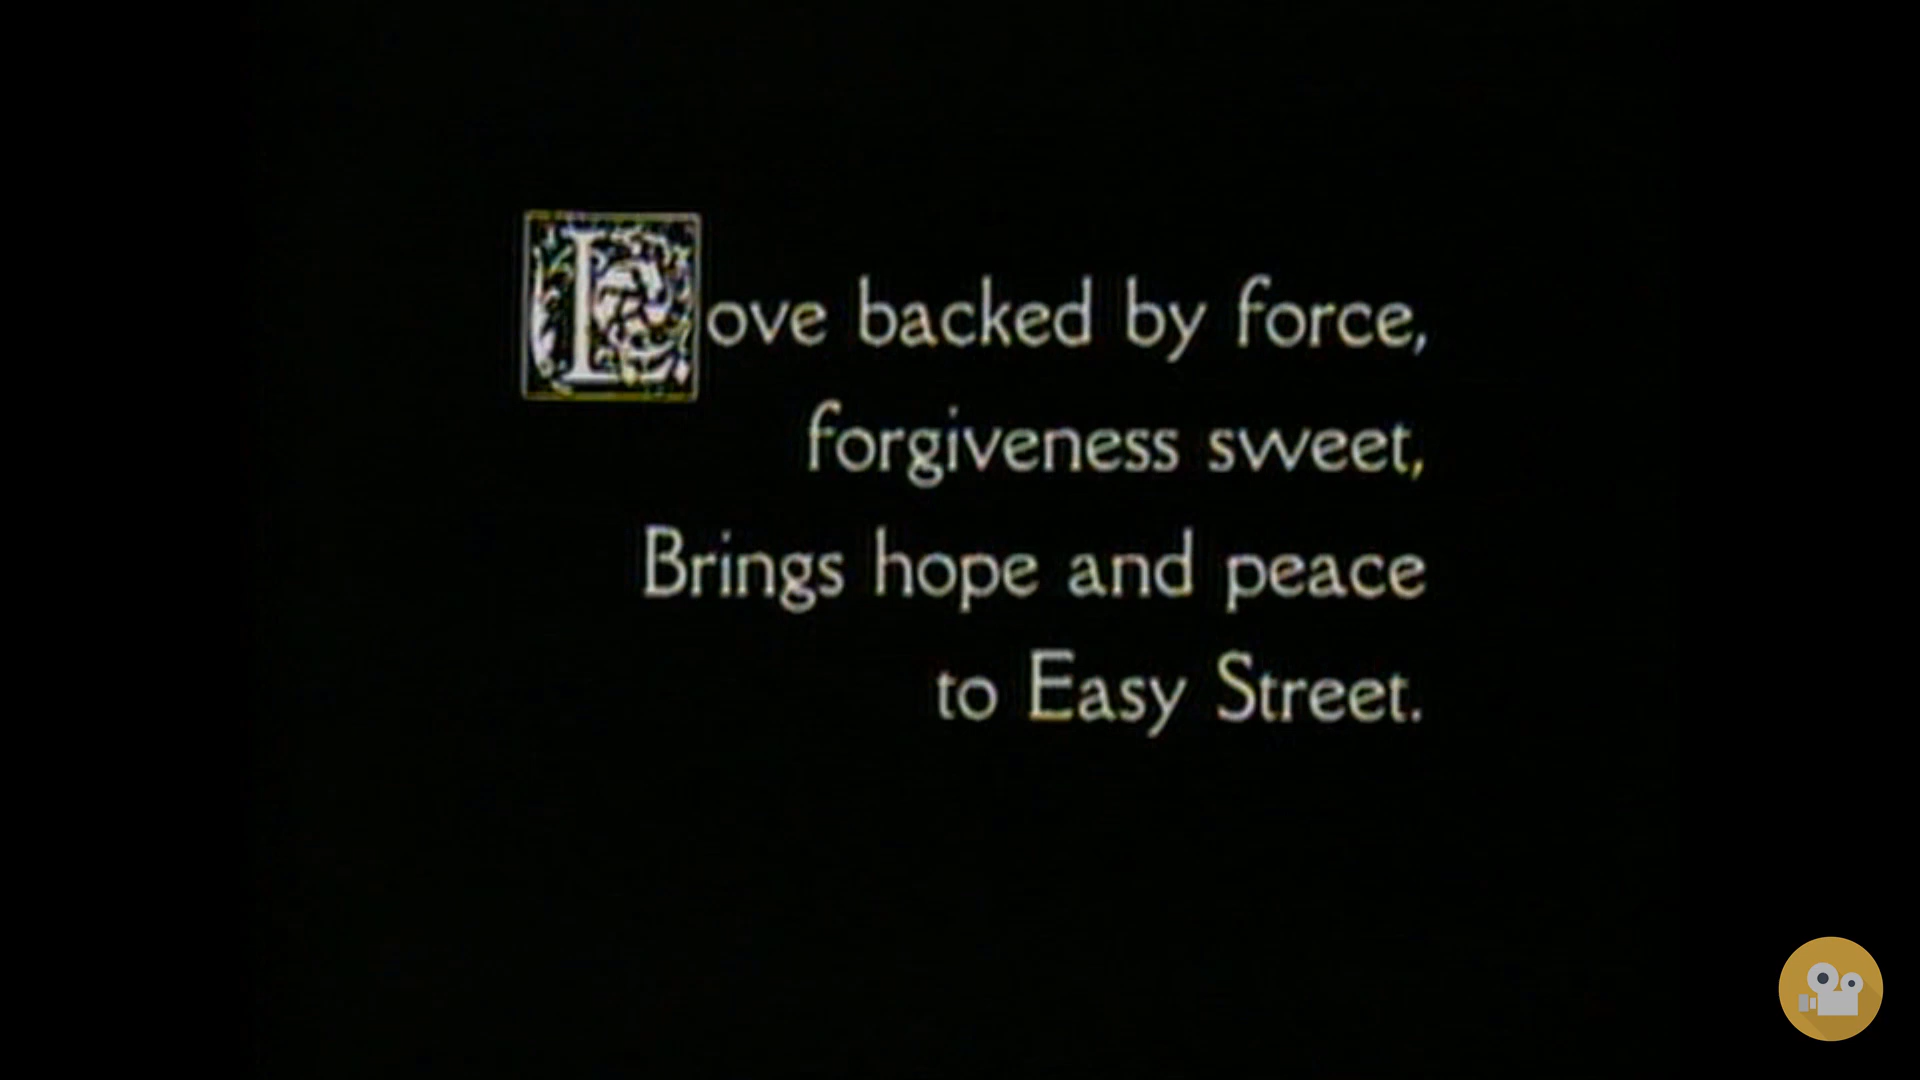 Love backed by force,
forgiveness sweet,
Brings hope and peace
to Easy Street.